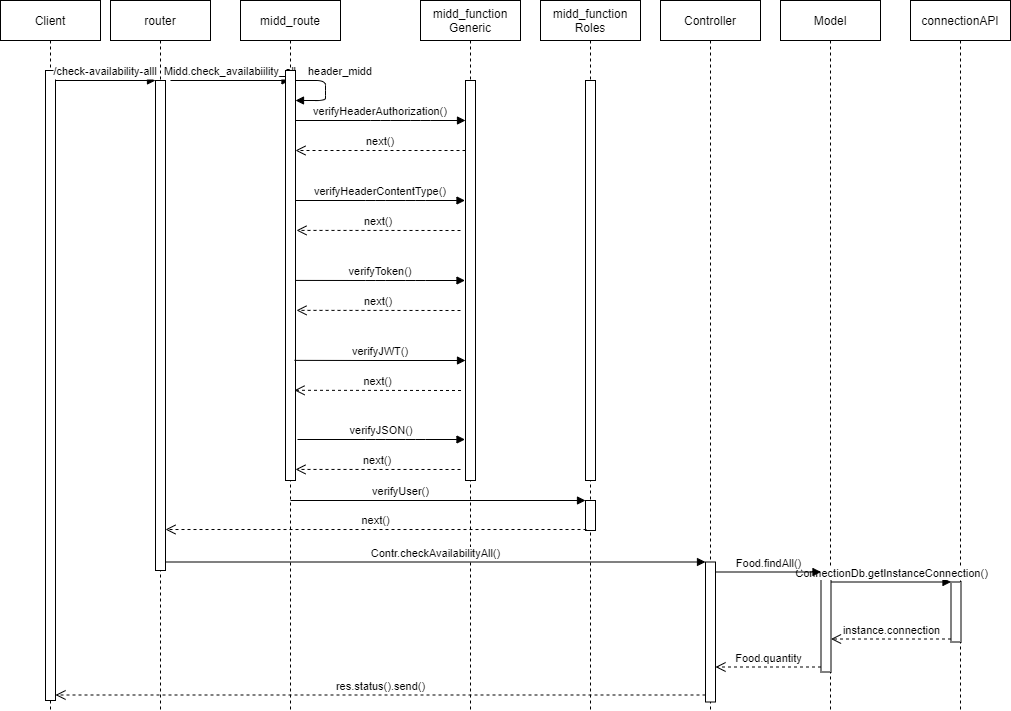 Client
router
midd_route
midd_function
Generic
midd_function
Roles
Controller
Model
connectionAPI
/check-availability-alll
Midd.check_availabiility_
header_midd
verifyHeaderAuthorization()
next()
verifyHeaderContentType()
next()
verifyToken()
next()
verifyJWT()
next()
verifyJSON()
next()
verifyUser()
next()
Contr.checkAvailabilityAll()
Food.findAll()
ConnectionDb.getInstanceConnection()
instance.connection
Food.quantity
res.status().send()